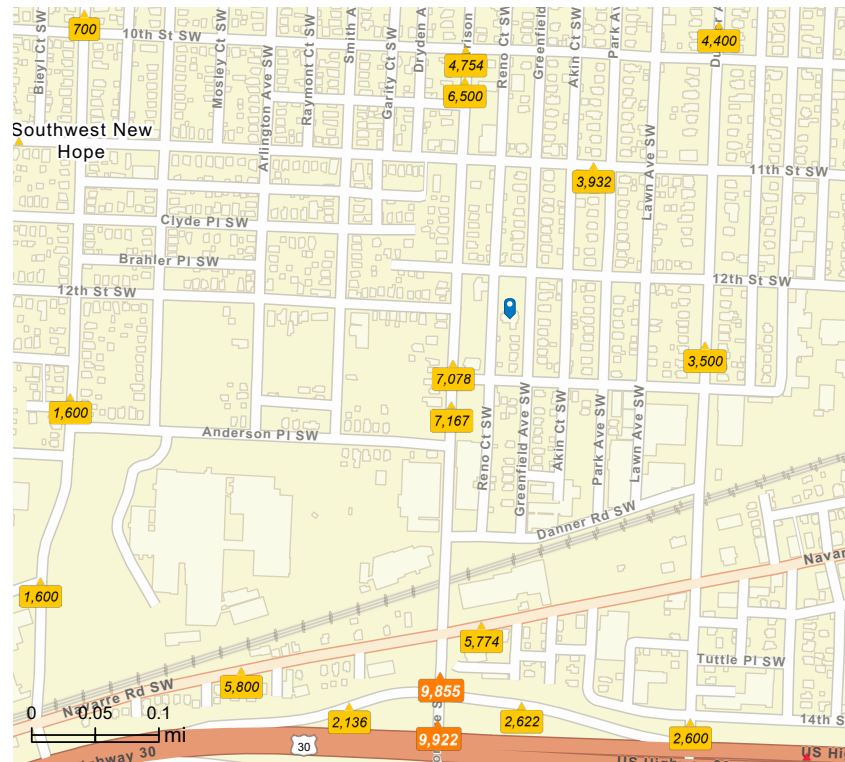 700
10th St SW
Bieyl Ct SW
Mosley Ct SW
Arlington Ave SW
Raymont Ct SW
Smith A
Garity Ct SW
Dryden A
rison
Reno Ct SW
Greenfield
Akin Ct SW
Park Av
4,400
4,754
6,500
Southwest New
Hope
Lawn Ave SW
3,932
11th St SW
Clyde Pl SW
Brahler Pl SW
12th St SW
12th St SW
3,500
7,078
1,600
7,167
Anderson Pl SW
Reno Ct SW
Greenfield Ave SW
Akin Ct SW
Park Ave SW
Lawn Ave SW
Danner Rd SW
Navar
1,600
5,774
Tuttle Pl SW
5,800
Navarre Rd SW
9,855
2,136
2,622
14th S
0 0.05 0.1
mi
9,922
2,600
30
ghway 30
US High
US Hi